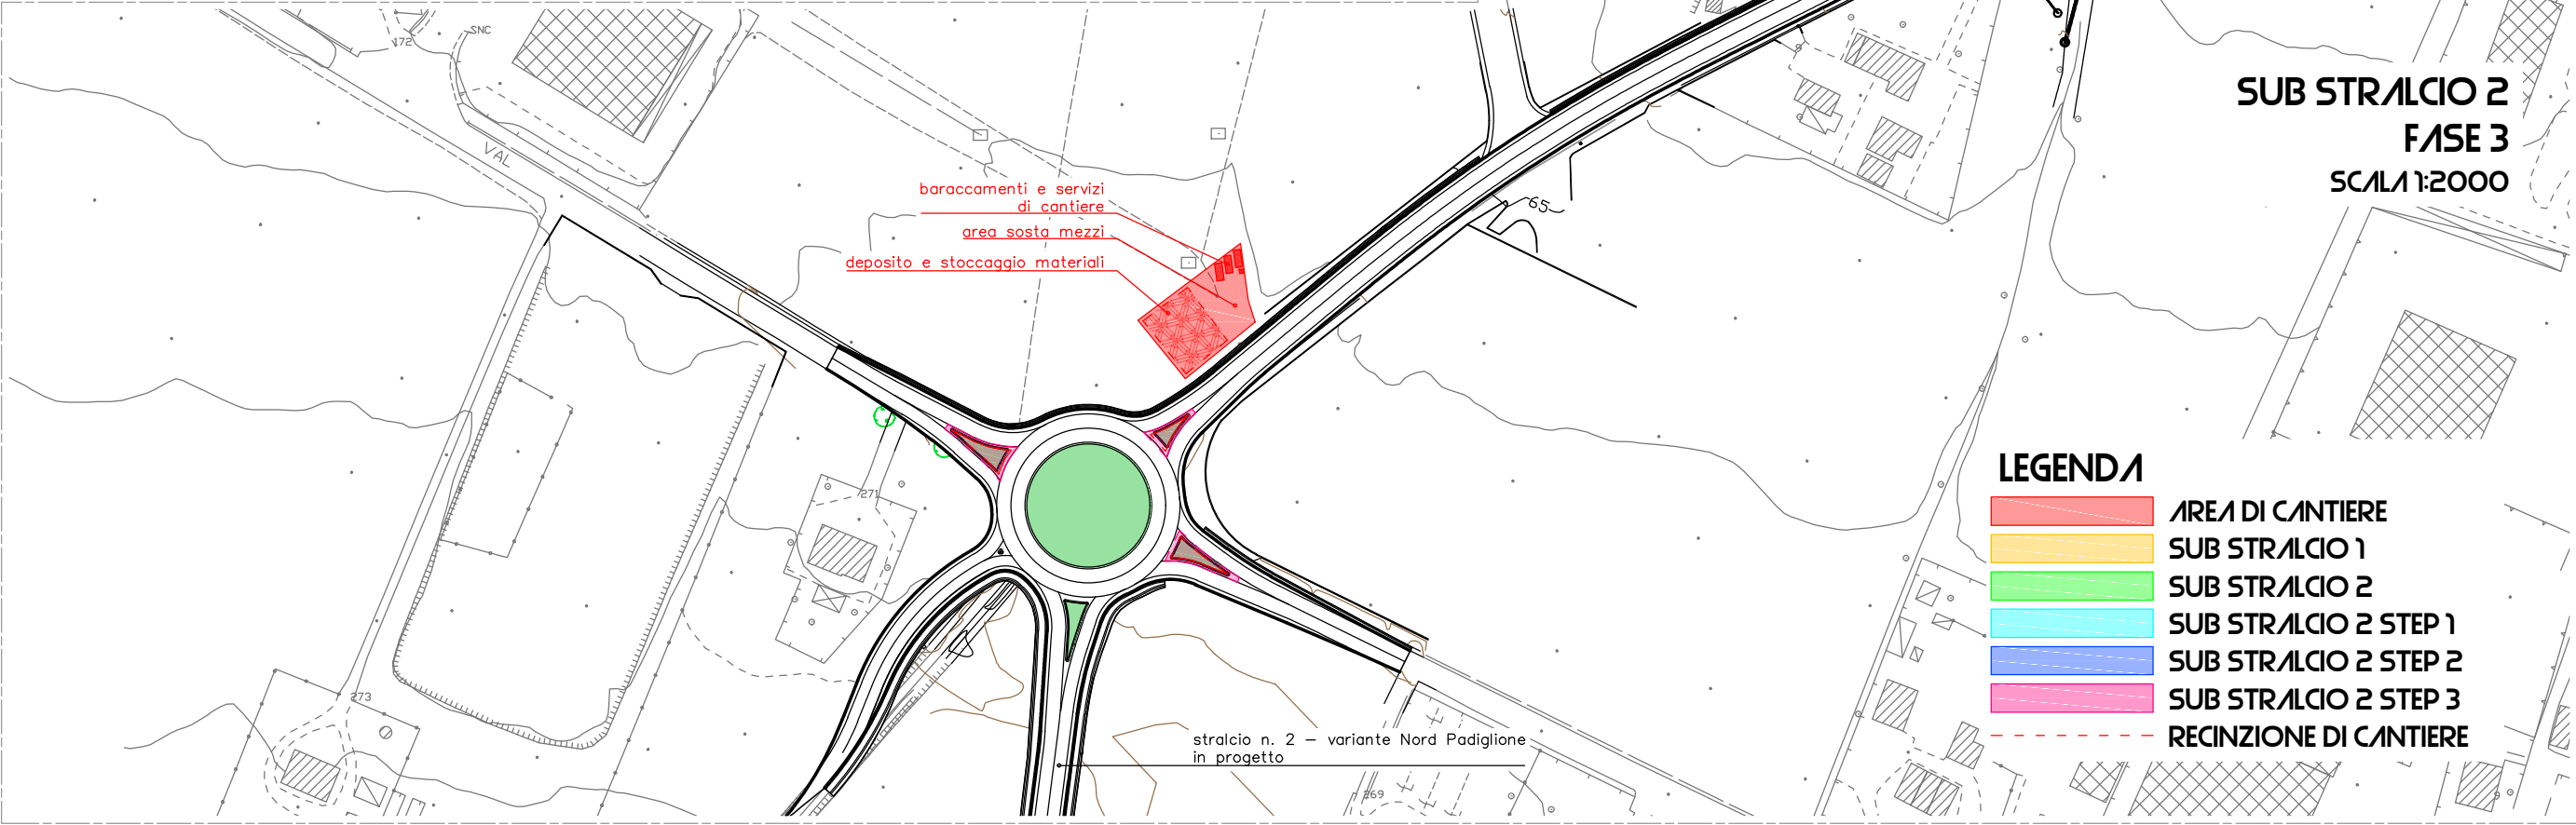 SUB STRALCIO 2
FASE 3
SCALA 1:2000
172
SNC
VAL
baraccamenti e servizi
di cantiere
area sosta mezzi
deposito e stoccaggio materiali
65
271
273
269
stralcio n. 2 – variante Nord Padiglione
in progetto
LEGENDA
AREA DI CANTIERE
SUB STRALCIO 1
SUB STRALCIO 2
SUB STRALCIO 2 STEP 1
SUB STRALCIO 2 STEP 2
SUB STRALCIO 2 STEP 3
RECINZIONE DI CANTIERE